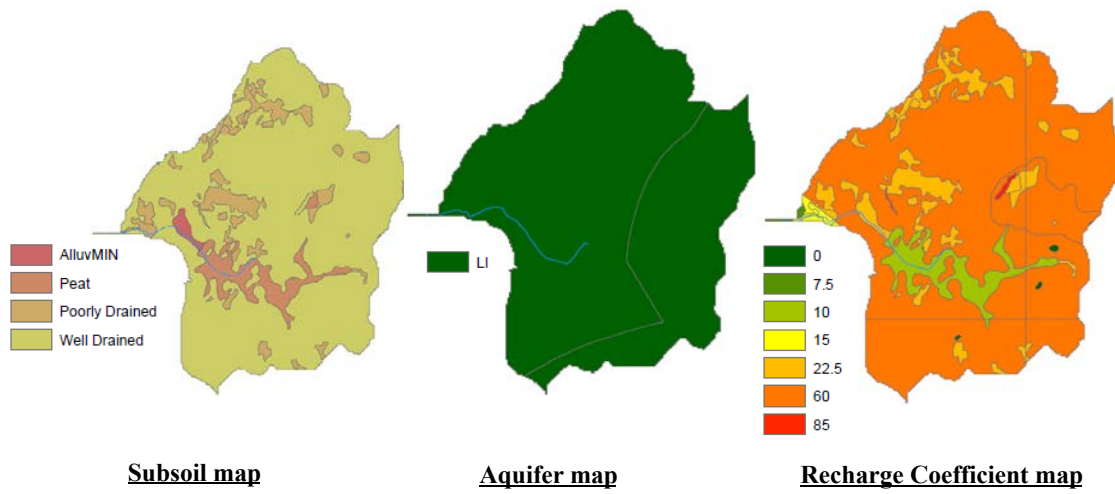 AlluvMIN
Peat
Poorly Drained
Well Drained
LI
0
7.5
10
15
22.5
60
85
Subsoil map
Aquifer map
Recharge Coefficient map